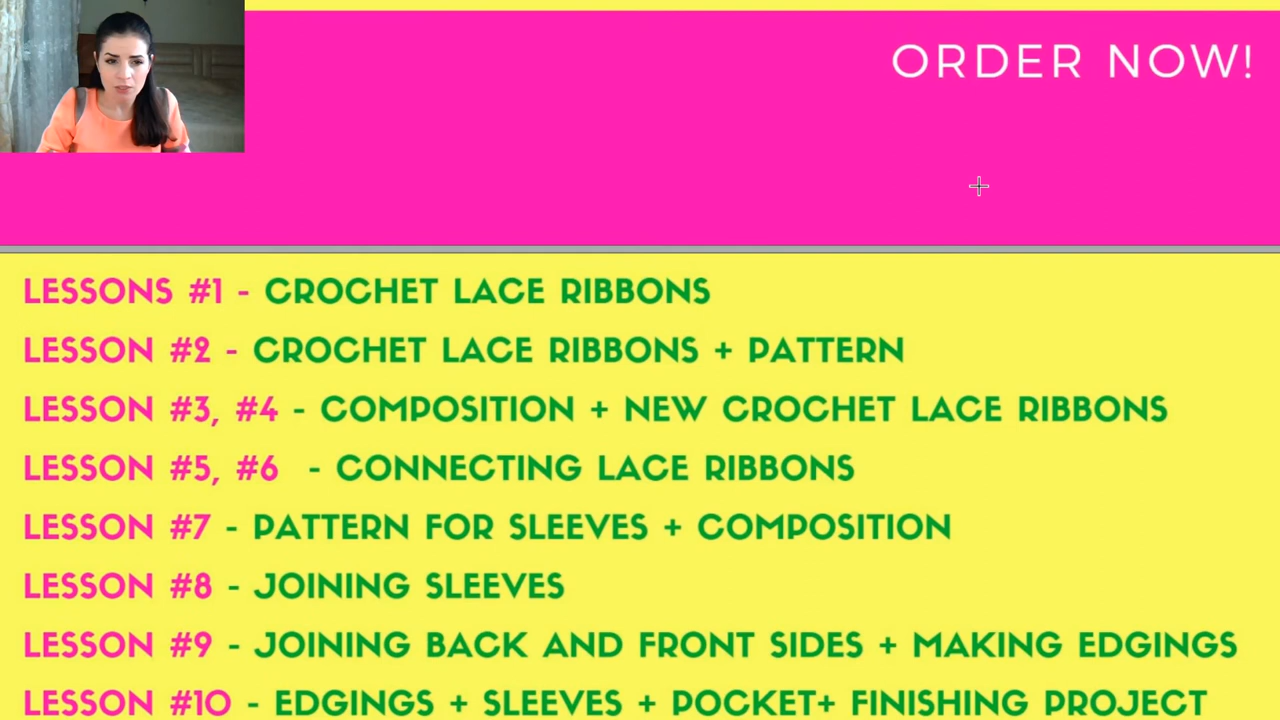 ORDER NOW!
LESSONS #1 - CROCHET LACE RIBBONS
LESSON #2 - CROCHET LACE RIBBONS + PATTERN
LESSON #3, #4 - COMPOSITION + NEW CROCHET LACE RIBBONS
LESSON #5, #6 - CONNECTING LACE RIBBONS
LESSON #7 - PATTERN FOR SLEEVES + COMPOSITION
LESSON #8 - JOINING SLEEVES
LESSON #9 - JOINING BACK AND FRONT SIDES + MAKING EDGINGS
LESSON #10 - EDGINGS + SLEEVES + POCKET+ FINISHING PROJECT